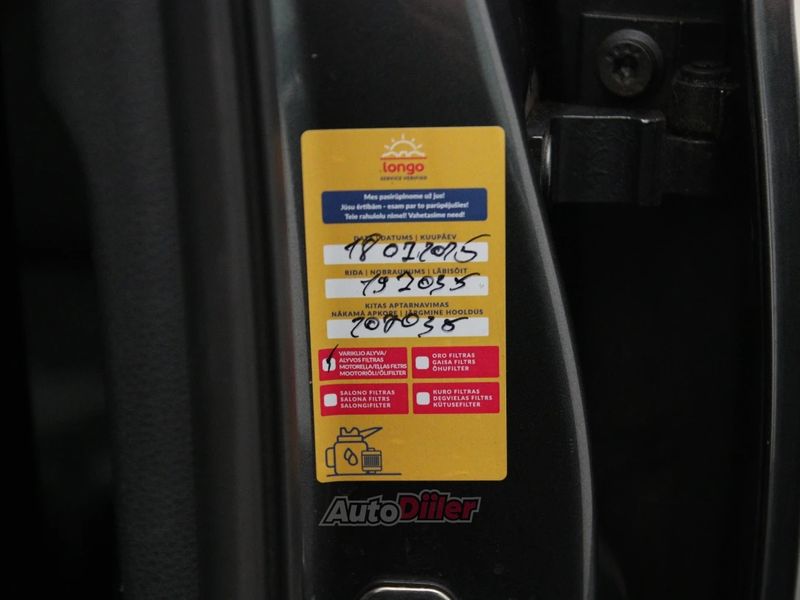 longo
SERVICE VERIFIED
Mes pasirūpinome už jus!
Jūsu ērtībām - esam par to parūpējušies!
Teie rahulolu nimel! Vahetasime need!
DATA | DATUMS | KUUPÄEV
18 07 2025
RIDA | NOBRAUKUMS | LÄBISÕIT
192035
KITAS APTARNAVIMAS
NĀKAMĀ APKOPE | JÄRGMINE HOOLDUS
207035
VARIKLIO ALYVA/
ALYVOS FILTRAS
MOTOREĻĻA/EĻĻAS FILTRS
MOOTORIÕLI/ÕLIFILTER
ORO FILTRAS
GAISA FILTRS
ÕHUFILTER
SALONO FILTRAS
SALONA FILTRS
SALONGIFILTER
KURO FILTRAS
DEGVIELAS FILTRS
KÜTUSEFILTER
AutoDiiler